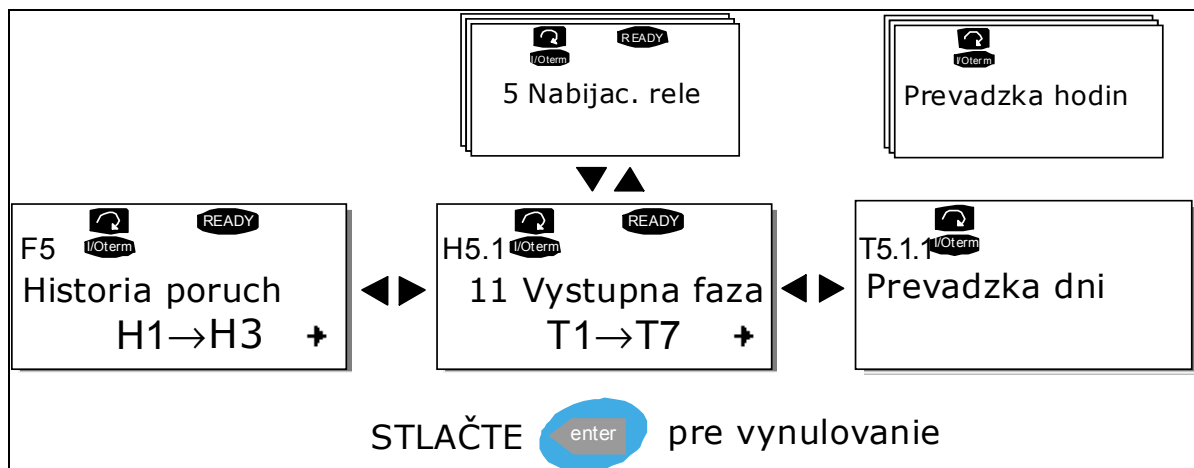 READY
I/Oterm
5 Nabijac. rele
I/Oterm
Prevadzka hodin
READY
F5 I/Oterm
Historia poruch
H1→H3
READY
H5.1 I/Oterm
11 Vystupna faza
T1→T7
T5.1.1 I/Oterm
Prevadzka dni
STLAČTE enter pre vynulovanie